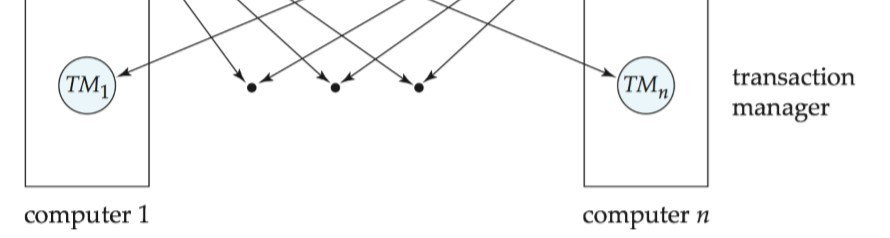 TM1
TMn
transaction
manager
computer 1
computer n